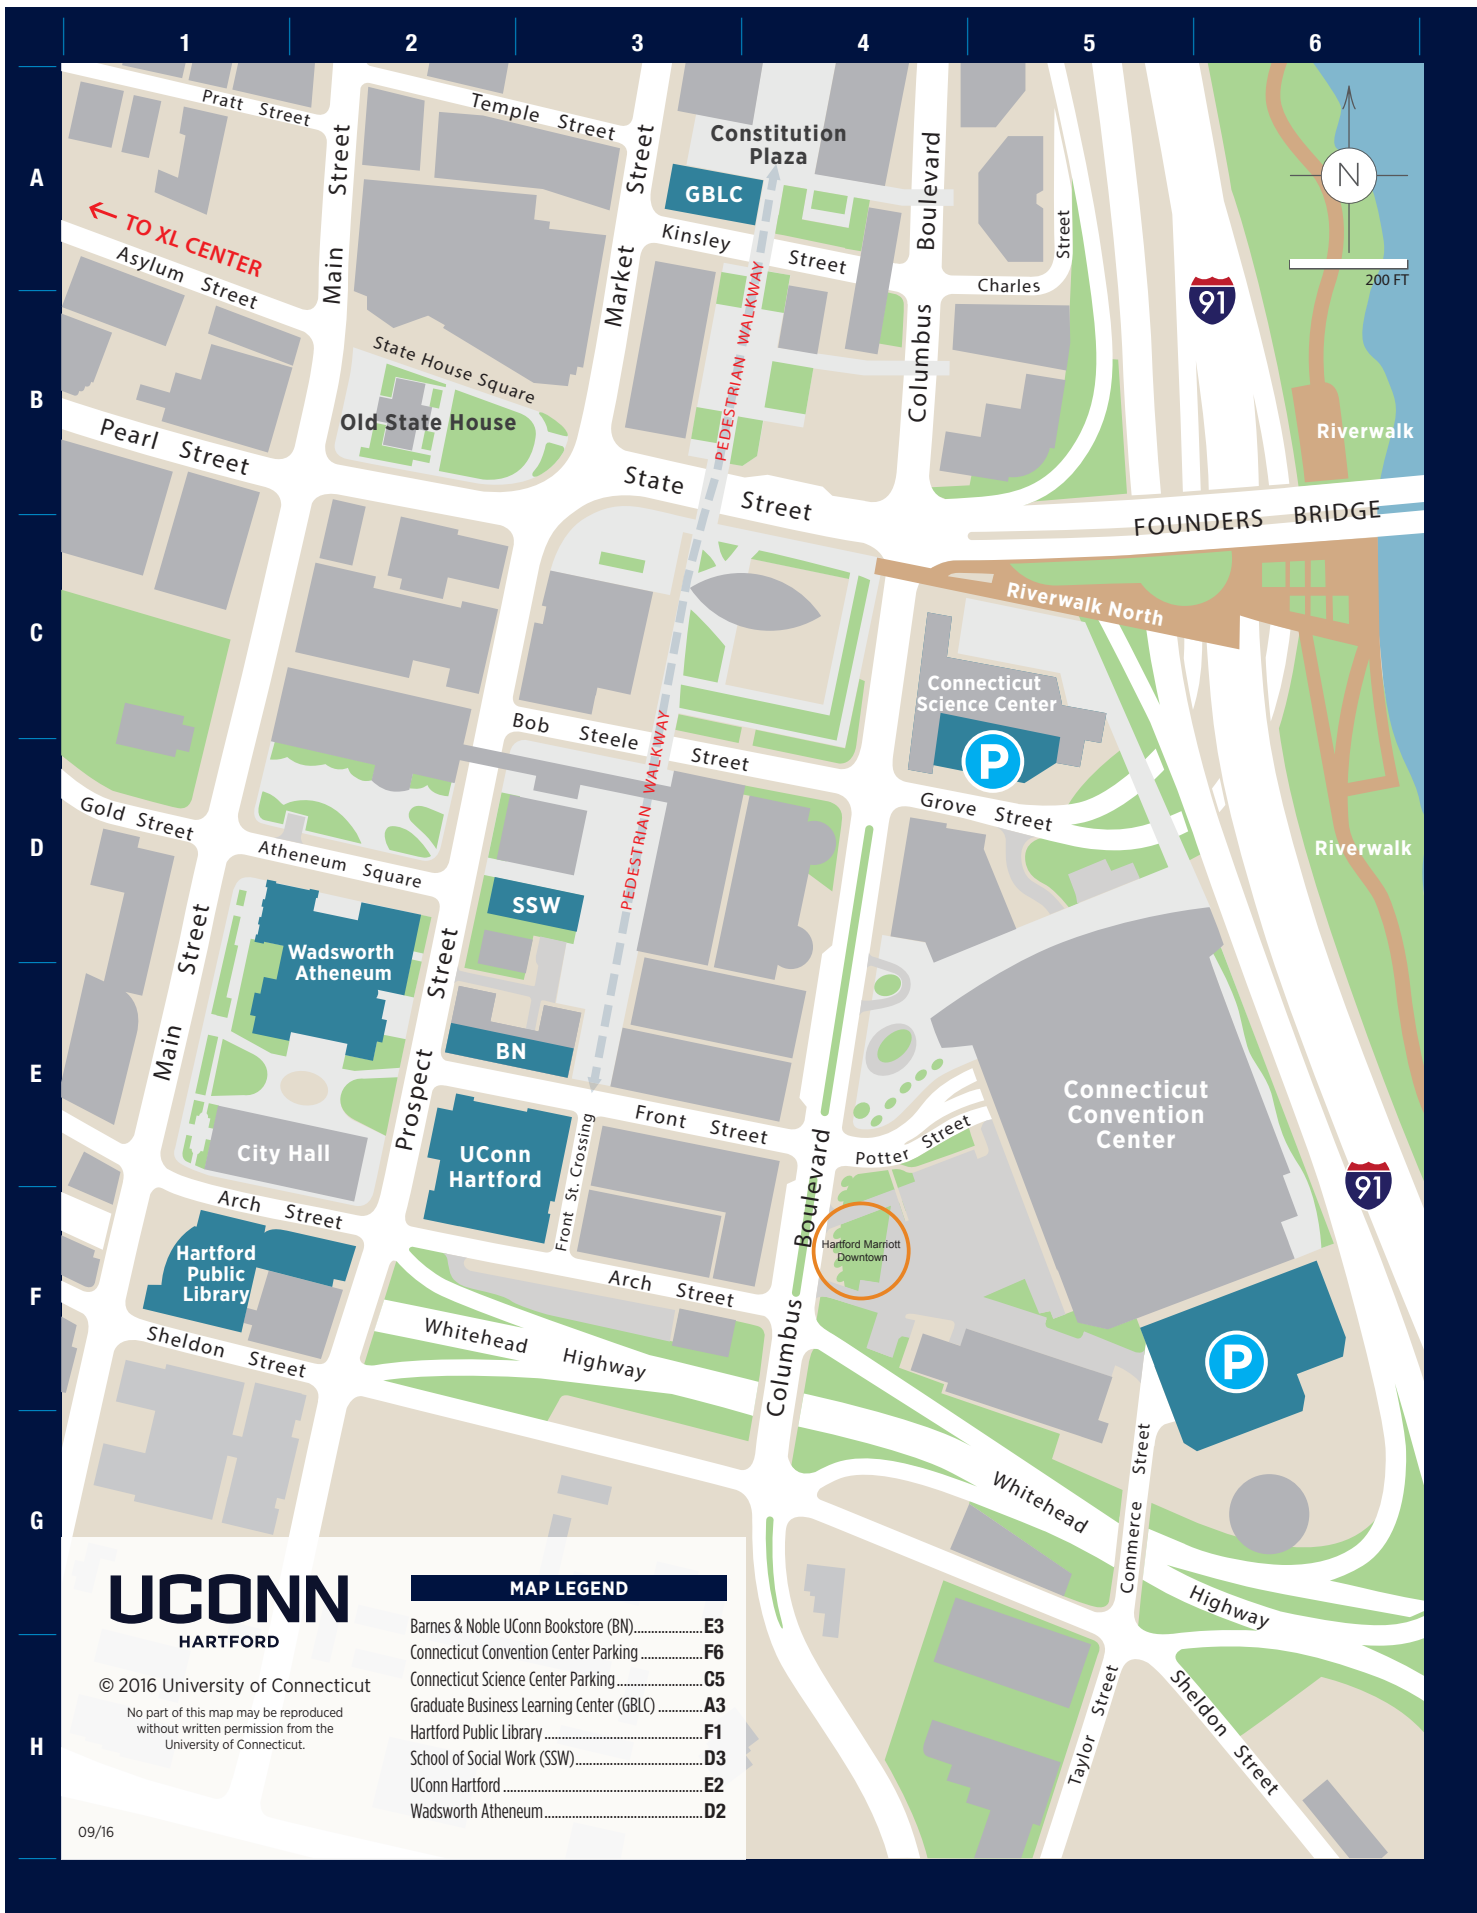 1 2 3 4 5 6
A
B
C
D
E
F
G
H
Pratt Street
Temple Street
Constitution
Plaza
GBLC
← TO XL CENTER
Asylum Street
Main Street
Market Street
Kinsley Street
Columbus Boulevard
Charles Street
N
200 FT
91
State House Square
Old State House
PEDESTRIAN WALKWAY
Riverwalk
Pearl Street
State Street
FOUNDERS BRIDGE
Riverwalk North
Connecticut
Science Center
P
Bob Steele Street
PEDESTRIAN WALKWAY
Grove Street
Gold Street
Atheneum Square
Riverwalk
SSW
Main Street
Wadsworth
Atheneum
Prospect Street
BN
Connecticut
Convention
Center
Front Street
Potter Street
City Hall
UConn
Hartford
Front St. Crossing
Columbus Boulevard
91
Arch Street
Hartford
Public
Library
Hartford Marriott
Downtown
Arch Street
Sheldon Street
Whitehead Highway
P
Commerce Street
Whitehead Highway
Taylor Street
Sheldon Street
UCONN
HARTFORD
© 2016 University of Connecticut
No part of this map may be reproduced
without written permission from the
University of Connecticut.
09/16
MAP LEGEND
Barnes & Noble UConn Bookstore (BN)....................E3
Connecticut Convention Center Parking..................F6
Connecticut Science Center Parking........................C5
Graduate Business Learning Center (GBLC).............A3
Hartford Public Library..............................................F1
School of Social Work (SSW).....................................D3
UConn Hartford.........................................................E2
Wadsworth Atheneum..............................................D2